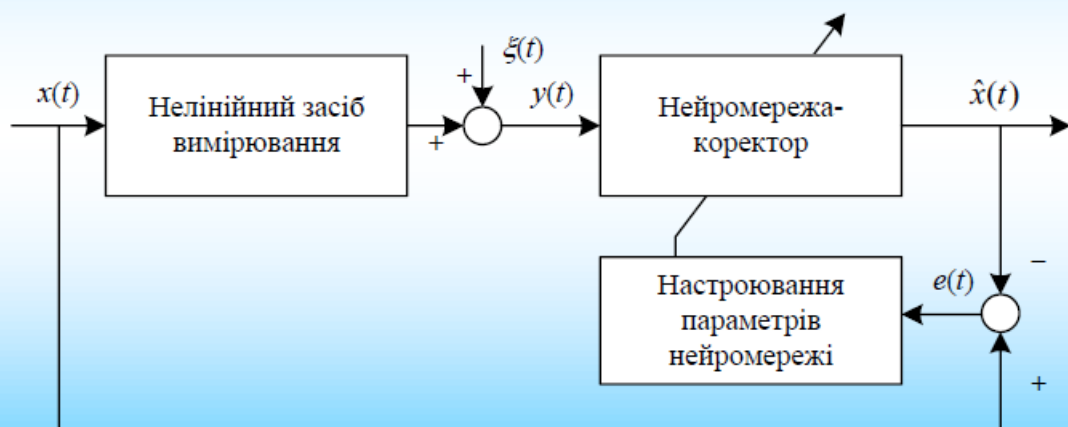 ξ(t)
+
x(t)
Нелінійний засіб
вимірювання
+
y(t)
Нейромережа-
коректор
x̂(t)
Настроювання
параметрів
нейромережі
e(t)
−
+